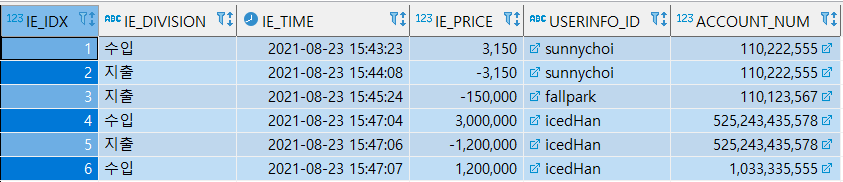 123 IE_IDX ABC IE_DIVISION IE_TIME 123 IE_PRICE ABC USERINFO_ID 123 ACCOUNT_NUM
1 수입 2021-08-23 15:43:23 3,150 sunnychoi 110,222,555
2 지출 2021-08-23 15:44:08 -3,150 sunnychoi 110,222,555
3 지출 2021-08-23 15:45:24 -150,000 fallpark 110,123,567
4 수입 2021-08-23 15:47:04 3,000,000 icedHan 525,243,435,578
5 지출 2021-08-23 15:47:06 -1,200,000 icedHan 525,243,435,578
6 수입 2021-08-23 15:47:07 1,200,000 icedHan 1,033,335,555